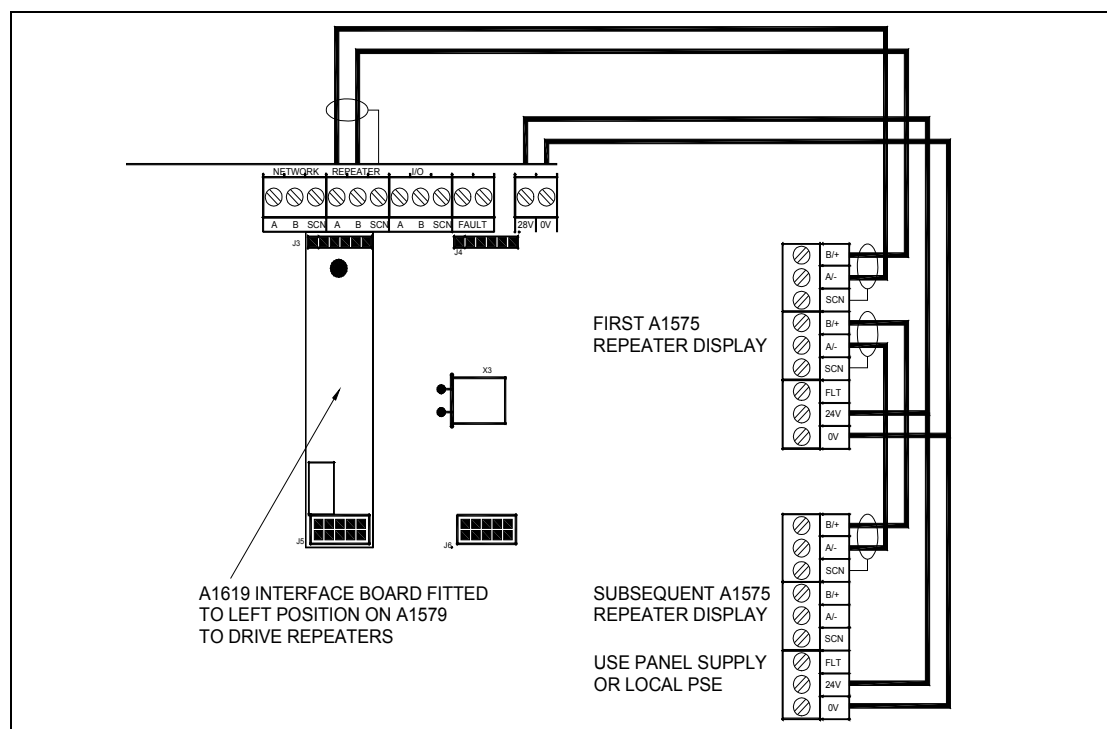 NETWORK REPEATER I/O
A B SCN A B SCN A B SCN FAULT 28V 0V
J3
J4
B/+
A/-
SCN
FIRST A1575
REPEATER DISPLAY
B/+
A/-
SCN
FLT
24V
0V
X3
J5
J6
A1619 INTERFACE BOARD FITTED
TO LEFT POSITION ON A1579
TO DRIVE REPEATERS
SUBSEQUENT A1575
REPEATER DISPLAY
USE PANEL SUPPLY
OR LOCAL PSE
B/+
A/-
SCN
B/+
A/-
SCN
FLT
24V
0V